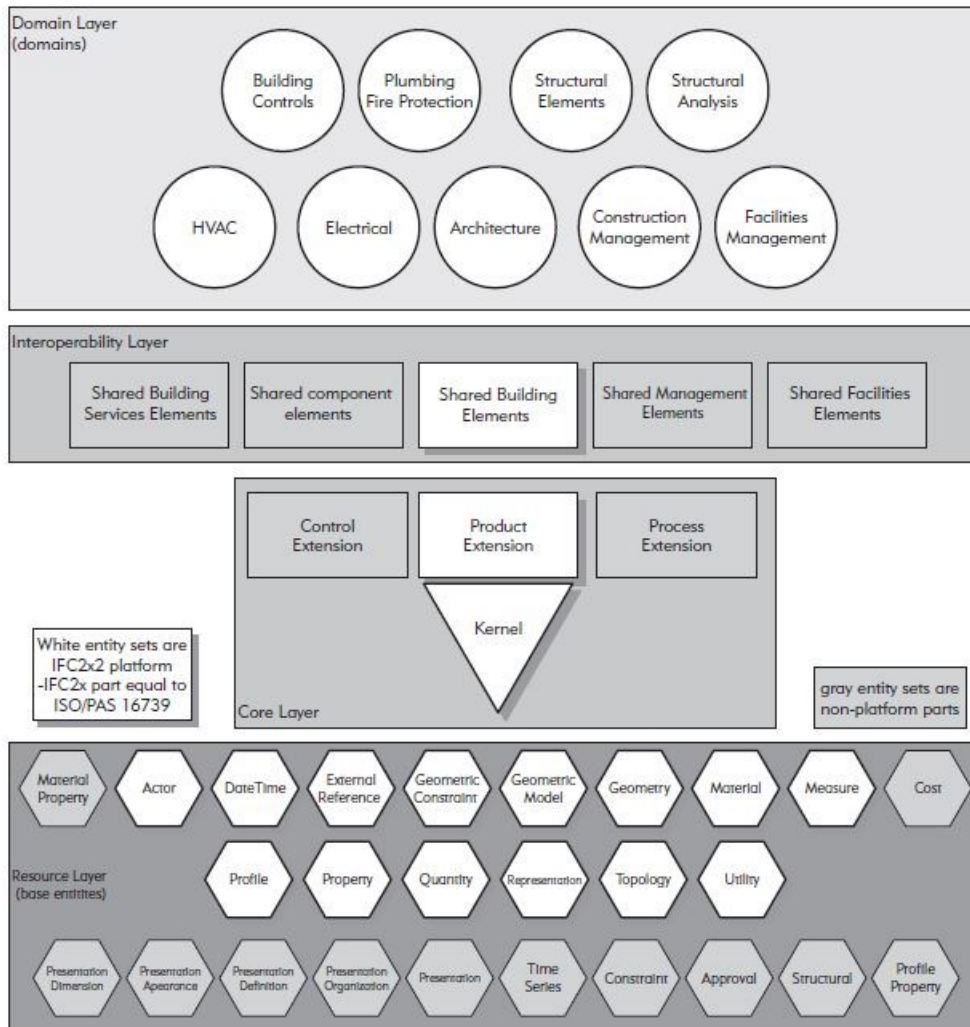 Domain Layer
(domains)
Building
Controls
Plumbing
Fire Protection
Structural
Elements
Structural
Analysis
HVAC
Electrical
Architecture
Construction
Management
Facilities
Management
Interoperability Layer
Shared Building
Services Elements
Shared component
elements
Shared Building
Elements
Shared Management
Elements
Shared Facilities
Elements
Control
Extension
Product
Extension
Process
Extension
Kernel
White entity sets are
IFC2x2 platform
-IFC2x part equal to
ISO/PAS 16739
Core Layer
gray entity sets are
non-platform parts
Material
Property
Actor
DateTime
External
Reference
Geometric
Constraint
Geometric
Model
Geometry
Material
Measure
Cost
Resource Layer
(base entitites)
Profile
Property
Quantity
Representation
Topology
Utility
Presentation
Dimension
Presentation
Apearance
Presentation
Definition
Presentation
Organization
Presentation
Time
Series
Constraint
Approval
Structural
Profile
Property